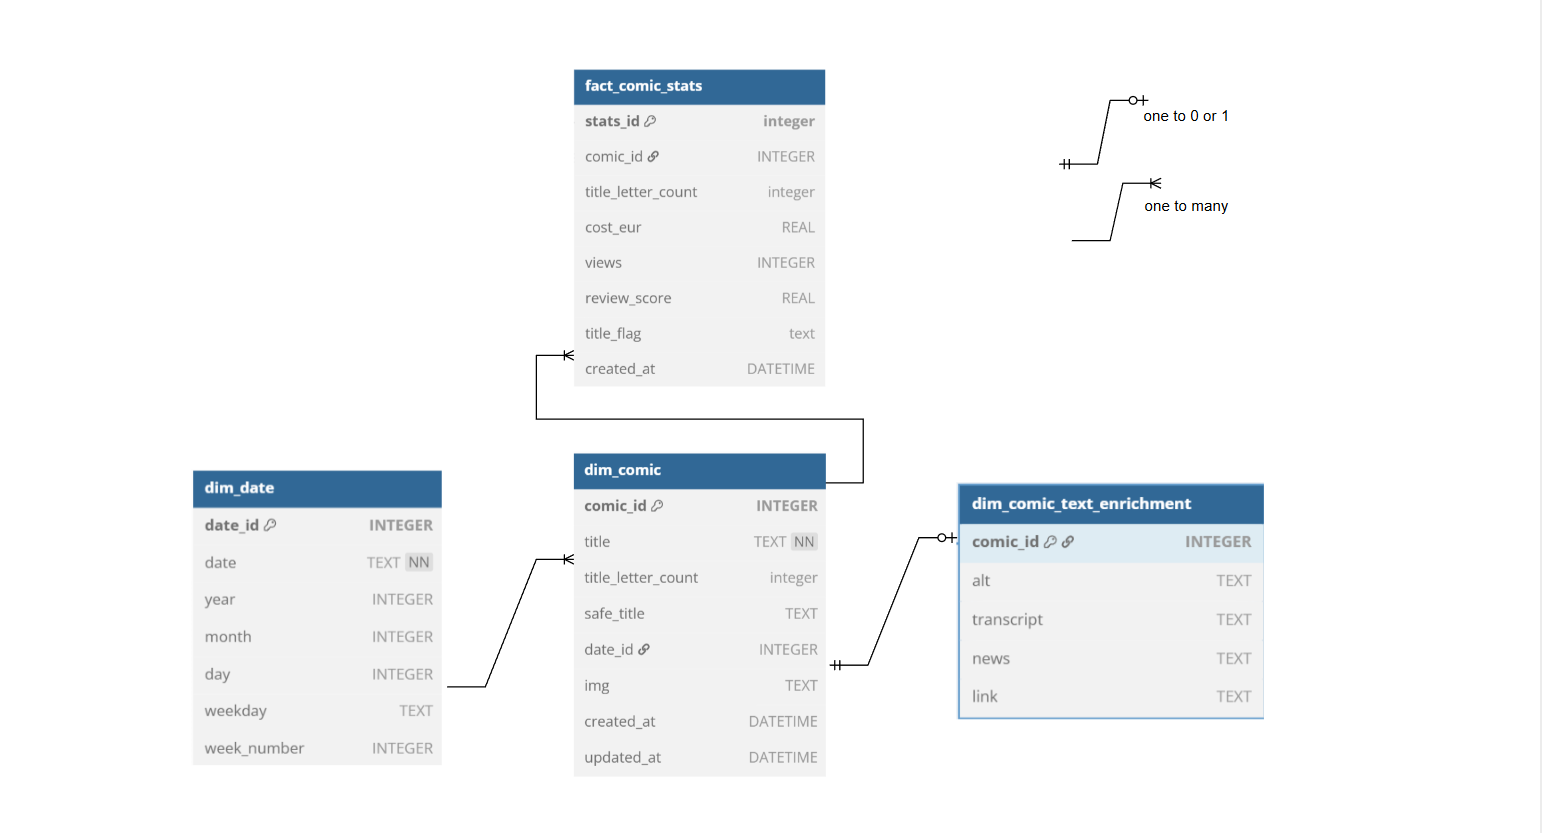 fact_comic_stats
stats_id integer
comic_id INTEGER
title_letter_count integer
cost_eur REAL
views INTEGER
review_score REAL
title_flag text
created_at DATETIME
one to 0 or 1
one to many
dim_date
date_id INTEGER
date TEXT NN
year INTEGER
month INTEGER
day INTEGER
weekday TEXT
week_number INTEGER
dim_comic
comic_id INTEGER
title TEXT NN
title_letter_count integer
safe_title TEXT
date_id INTEGER
img TEXT
created_at DATETIME
updated_at DATETIME
dim_comic_text_enrichment
comic_id INTEGER
alt TEXT
transcript TEXT
news TEXT
link TEXT